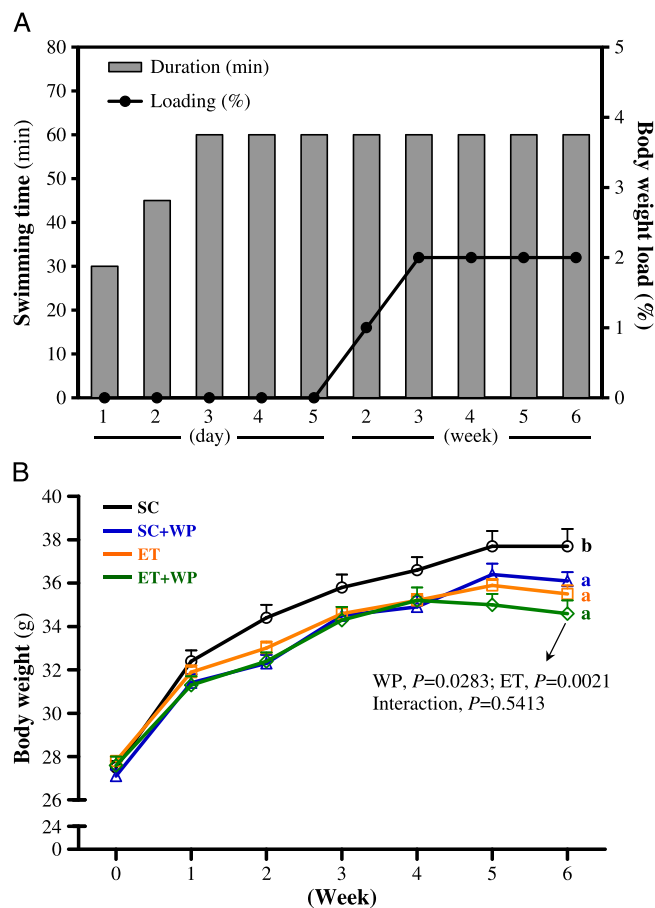 A
80
70
60
50
40
30
20
10
0
Swimming time (min)
Duration (min)
Loading (%)
5
4
3
2
1
0
Body weight load (%)
1 2 3 4 5 2 3 4 5 6
(day) (week)
B
40
38
36
34
32
30
28
26
24
0
Body weight (g)
SC
SC+WP
ET
ET+WP
b
a
a
a
WP, P=0.0283; ET, P=0.0021
Interaction, P=0.5413
0 1 2 3 4 5 6
(Week)